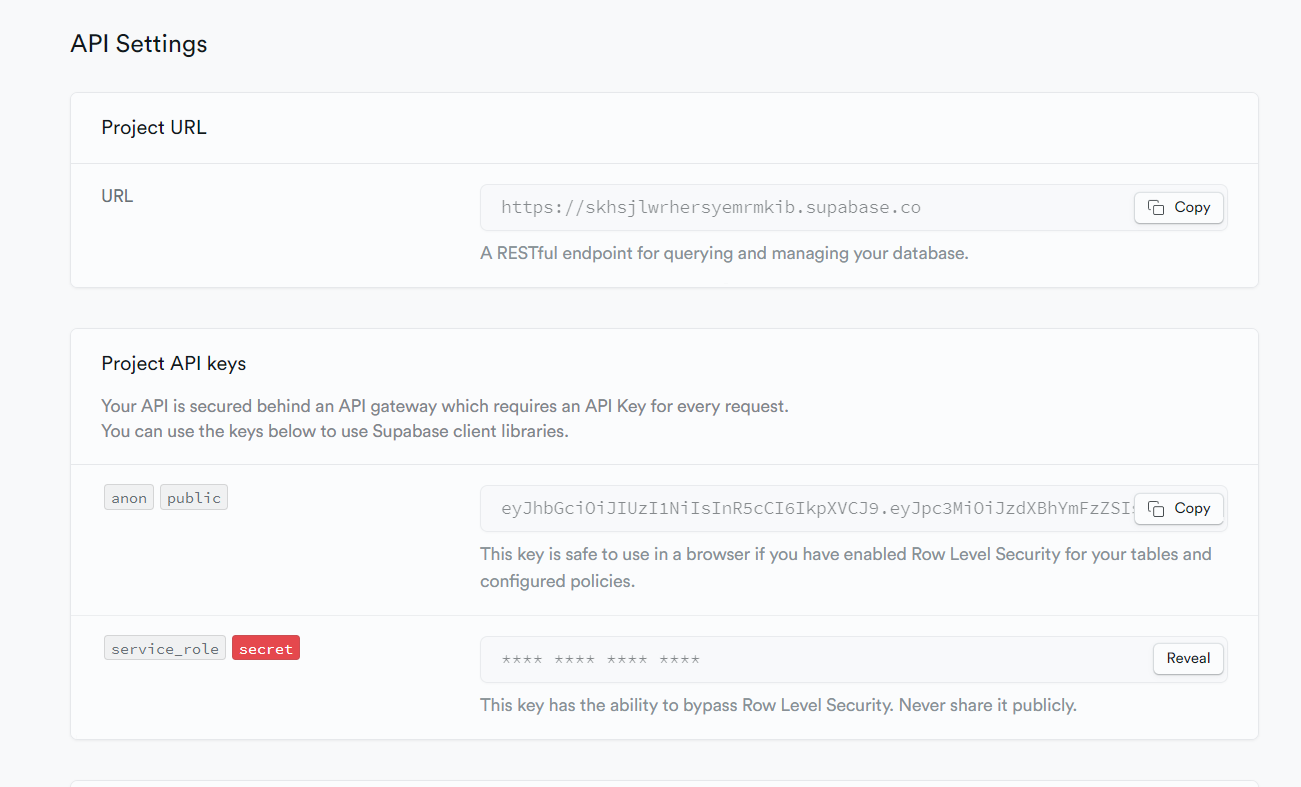 API Settings
Project URL
URL
https://skhsjlwrhersyemrmkib.supabase.co
Copy
A RESTful endpoint for querying and managing your database.
Project API keys
Your API is secured behind an API gateway which requires an API Key for every request.
You can use the keys below to use Supabase client libraries.
anon public
eyJhbGciOiJIUzI1NiIsInR5cCI6IkpXVCJ9.eyJpc3MiOiJzdXBhYmFzZSIs
Copy
This key is safe to use in a browser if you have enabled Row Level Security for your tables and
configured policies.
service_role secret
**** **** **** ****
Reveal
This key has the ability to bypass Row Level Security. Never share it publicly.